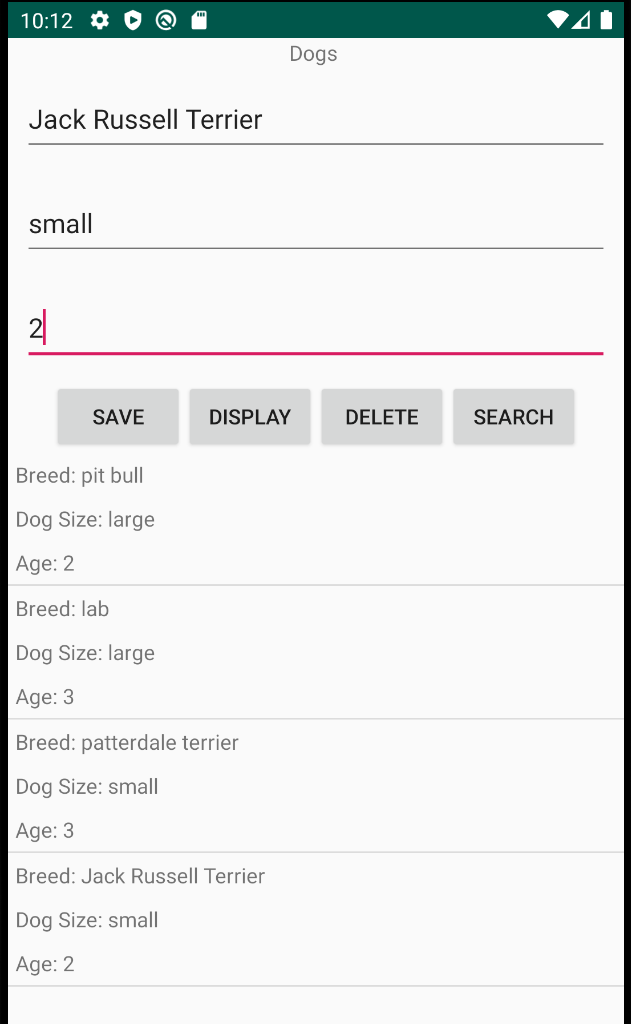 10:12
Dogs
Jack Russell Terrier
small
2
SAVE DISPLAY DELETE SEARCH
Breed: pit bull
Dog Size: large
Age: 2
Breed: lab
Dog Size: large
Age: 3
Breed: patterdale terrier
Dog Size: small
Age: 3
Breed: Jack Russell Terrier
Dog Size: small
Age: 2